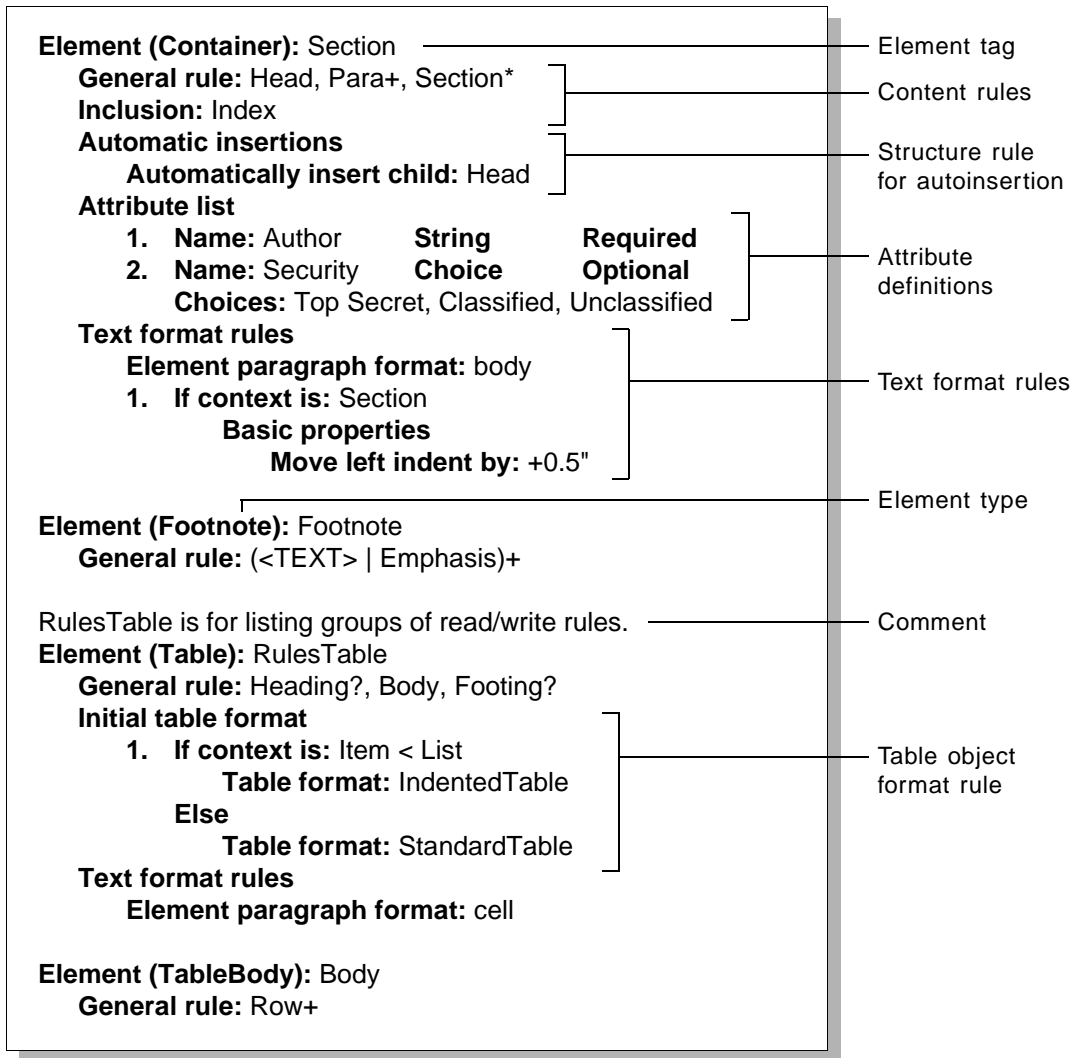 Element (Container): Section
Element tag
General rule: Head, Para+, Section*
Inclusion: Index
Content rules
Automatic insertions
Automatically insert child: Head
Structure rule
for autoinsertion
Attribute list
1. Name: Author String Required
2. Name: Security Choice Optional
Choices: Top Secret, Classified, Unclassified
Attribute
definitions
Text format rules
Element paragraph format: body
1. If context is: Section
Basic properties
Move left indent by: +0.5"
Text format rules
Element type
Element (Footnote): Footnote
General rule: (<TEXT> | Emphasis)+
RulesTable is for listing groups of read/write rules.
Comment
Element (Table): RulesTable
General rule: Heading?, Body, Footing?
Initial table format
1. If context is: Item < List
Table format: IndentedTable
Else
Table format: StandardTable
Table object
format rule
Text format rules
Element paragraph format: cell
Element (TableBody): Body
General rule: Row+